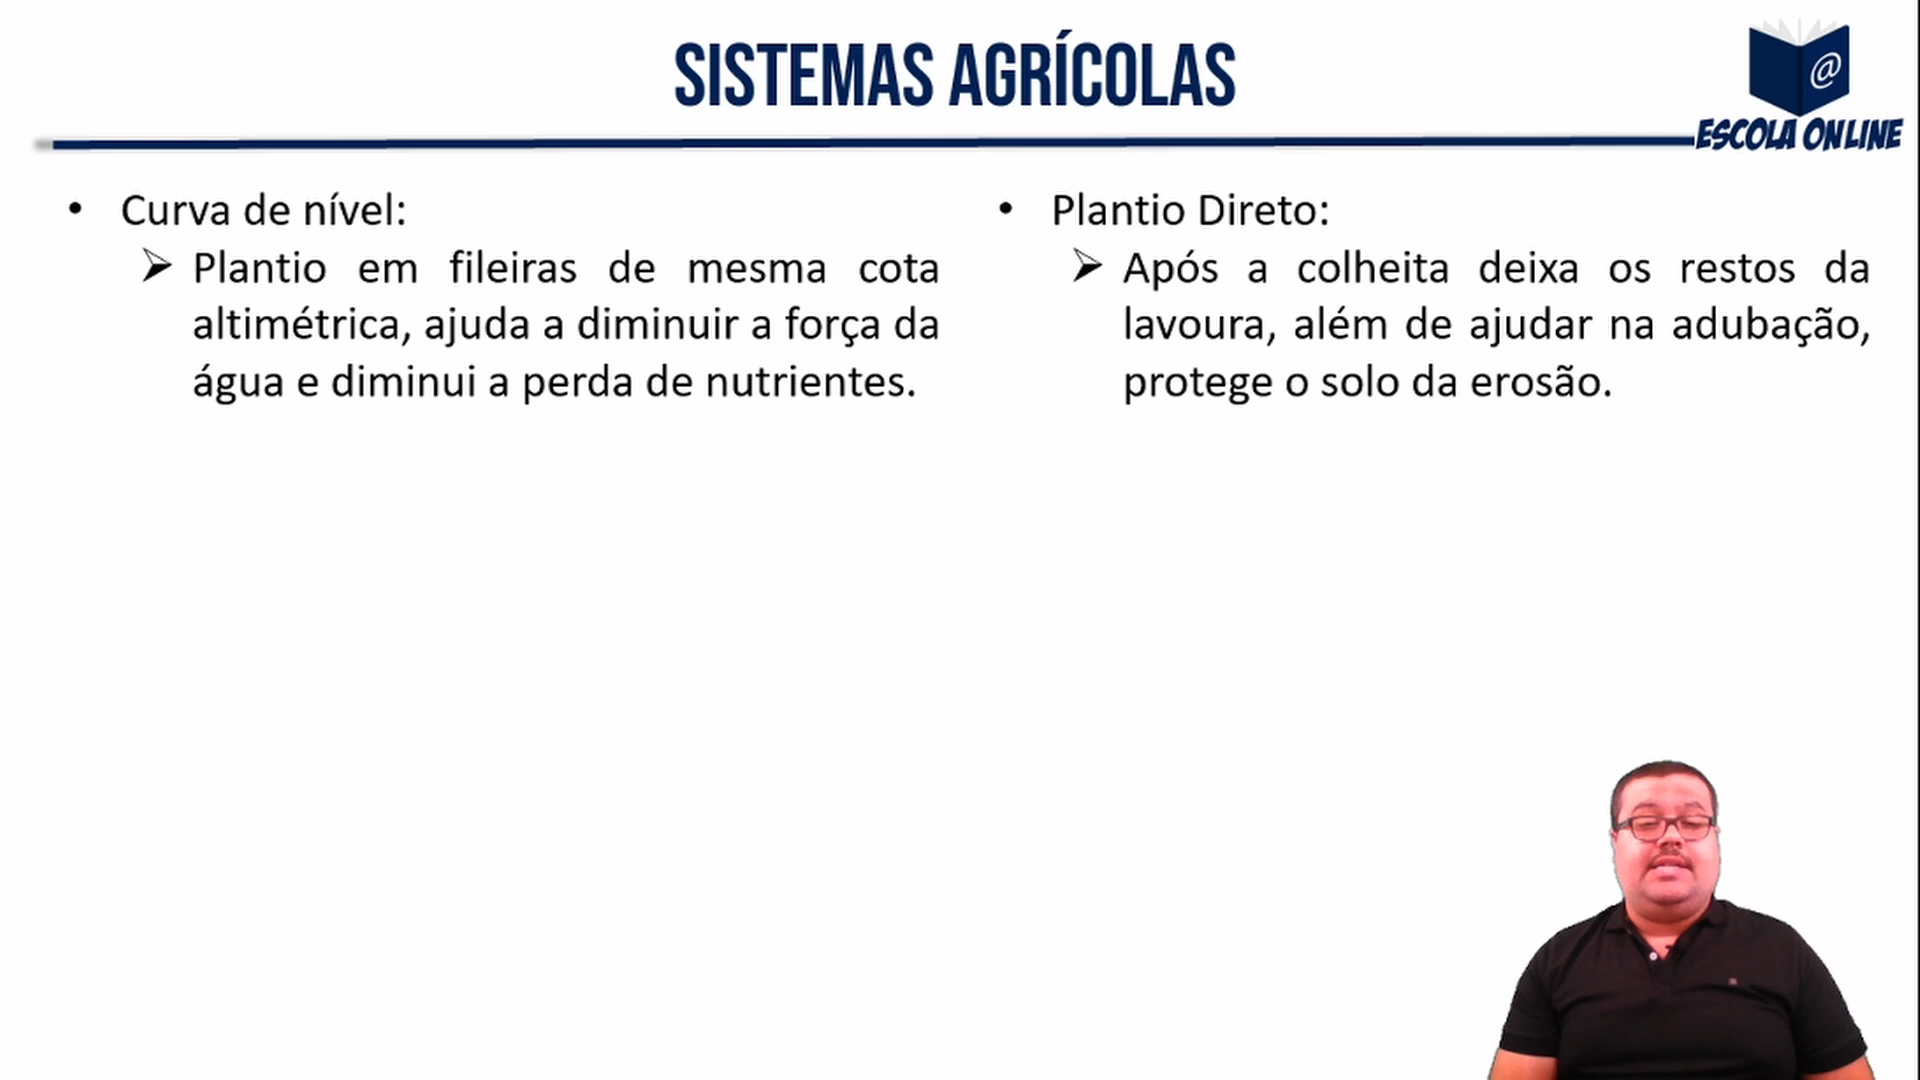 SISTEMAS AGRÍCOLAS
@
ESCOLA ONLINE
• Curva de nível:
➢ Plantio em fileiras de mesma cota
altimétrica, ajuda a diminuir a força da
água e diminui a perda de nutrientes.
• Plantio Direto:
➢ Após a colheita deixa os restos da
lavoura, além de ajudar na adubação,
protege o solo da erosão.